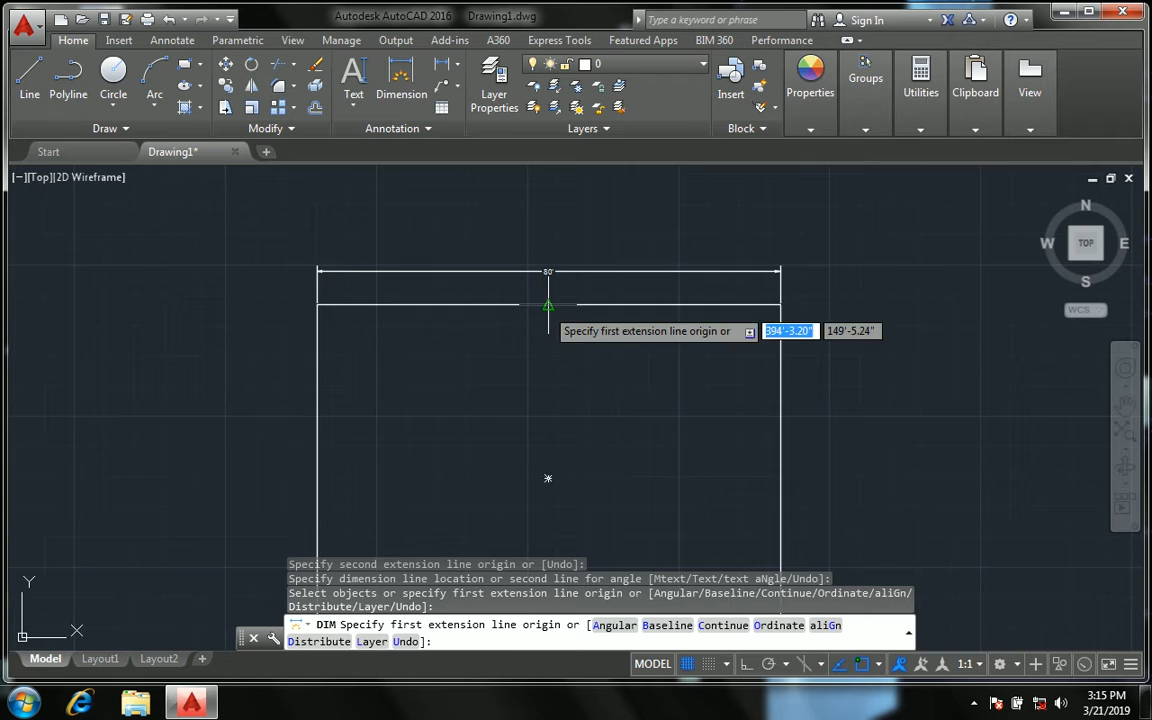 Autodesk AutoCAD 2016 Drawing1.dwg
Type a keyword or phrase
Sign In
Home Insert Annotate Parametric View Manage Output Add-ins A360 Express Tools Featured Apps BIM 360 Performance
Line Polyline Circle Arc
Text Dimension
Layer
Properties
0
Insert
Properties
Groups
Utilities
Clipboard
View
Draw Modify Annotation Layers Block
Start Drawing1*
[−][Top][2D Wireframe]
N
W TOP E
S
WCS
80'
Specify first extension line origin or 394'-3.20" 149'-5.24"
Specify second extension line origin or [Undo]:
Specify dimension line location or second line for angle [Mtext/Text/text aNgle/Undo]:
Select objects or specify first extension line origin or [Angular/Baseline/Continue/Ordinate/aliGn/
Distribute/Layer/Undo]:
DIM Specify first extension line origin or [Angular Baseline Continue Ordinate aliGn
Distribute Layer Undo]:
Y
X
Model Layout1 Layout2 +
MODEL 1:1
3:15 PM
3/21/2019